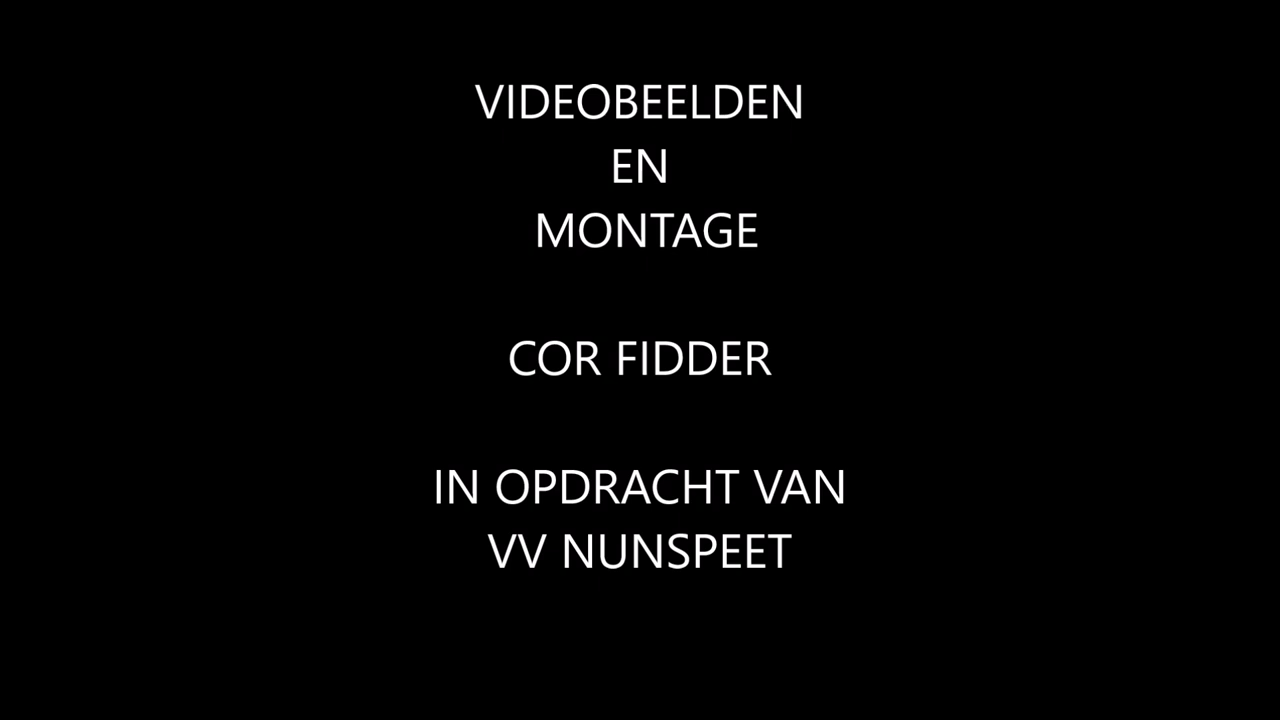 VIDEOBEELDEN
EN
MONTAGE
COR FIDDER
IN OPDRACHT VAN
VV NUNSPEET